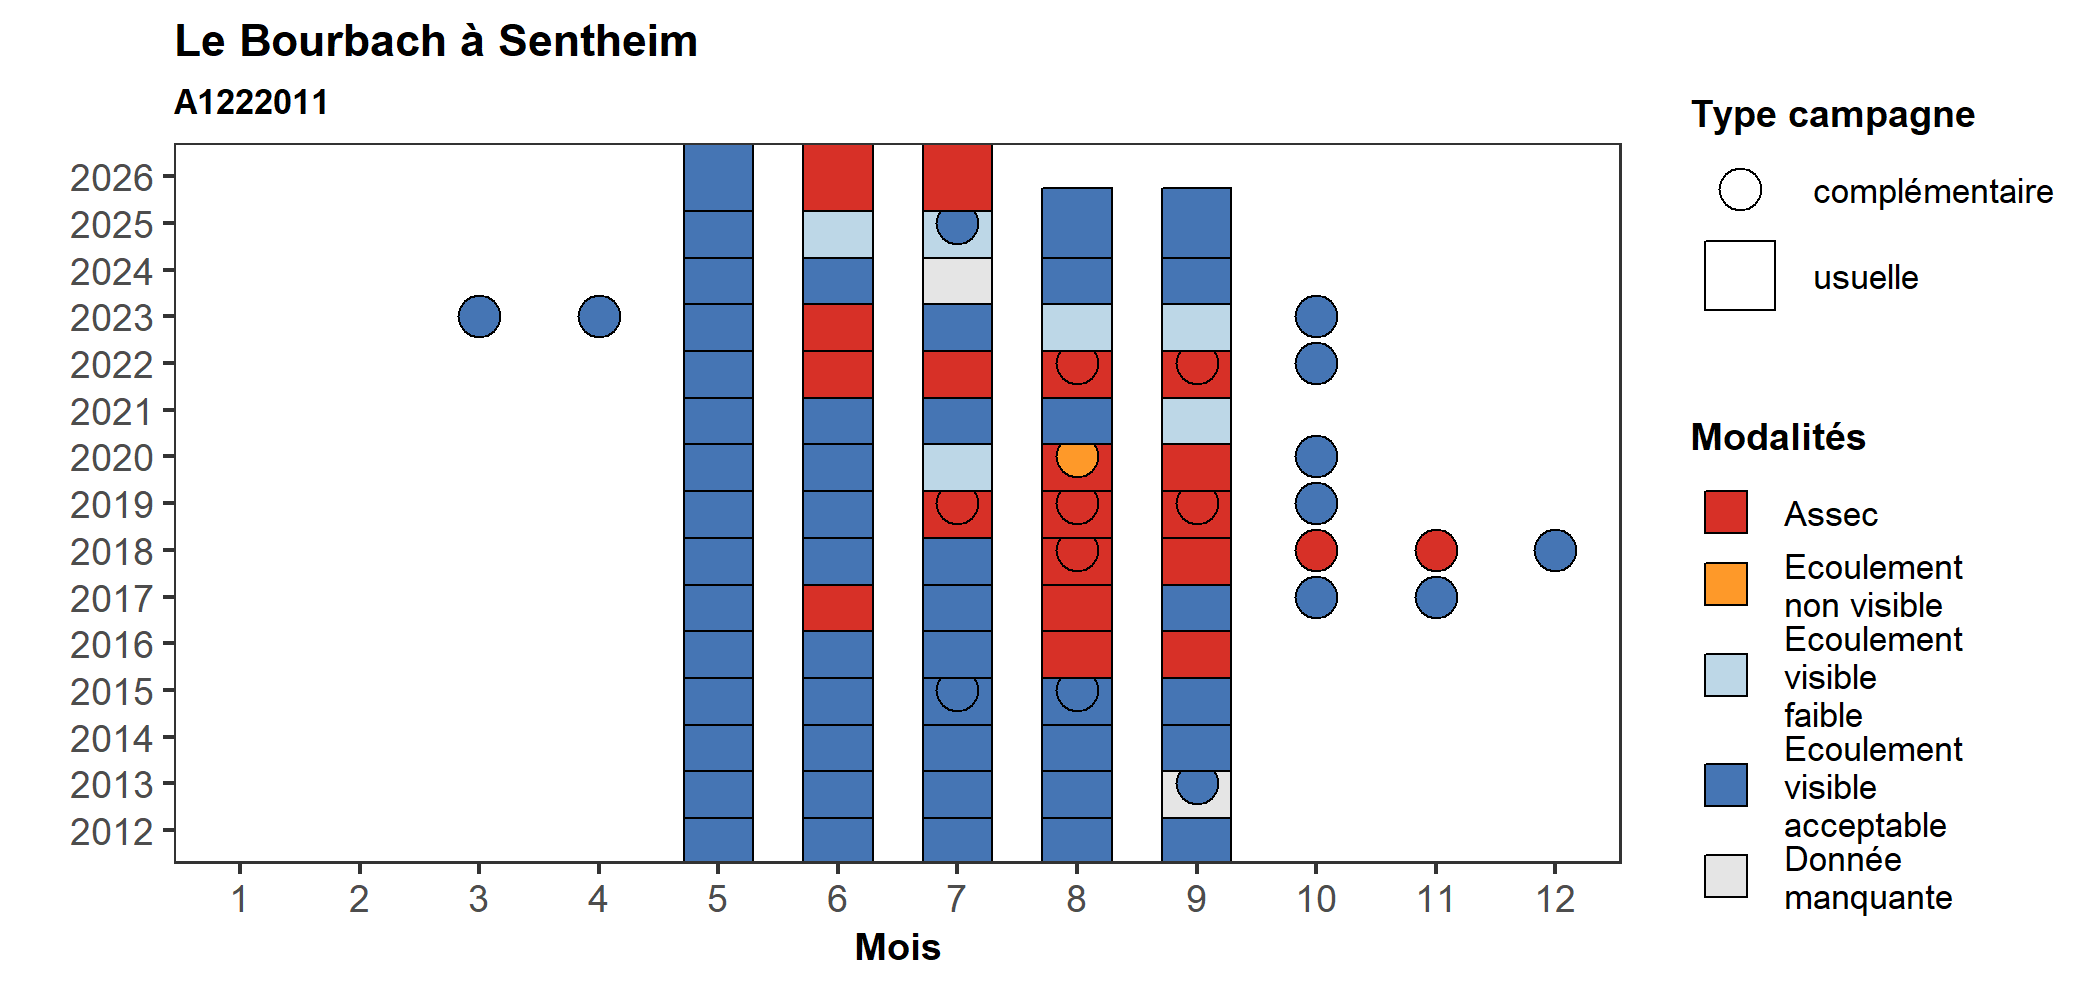 Le Bourbach à Sentheim
A1222011
2026
2025
2024
2023
2022
2021
2020
2019
2018
2017
2016
2015
2014
2013
2012
1 2 3 4 5 6 7 8 9 10 11 12
Mois
Type campagne
complémentaire
usuelle
Modalités
Assec
Ecoulement
non visible
Ecoulement
visible
faible
Ecoulement
visible
acceptable
Donnée
manquante